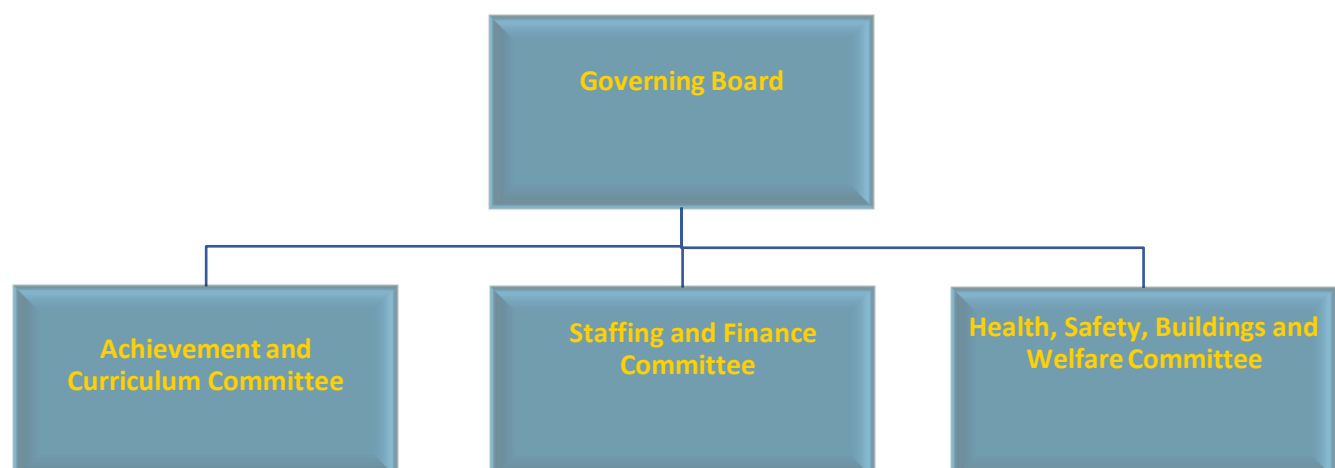 Governing Board
Achievement and
Curriculum Committee
Staffing and Finance
Committee
Health, Safety, Buildings and
Welfare Committee